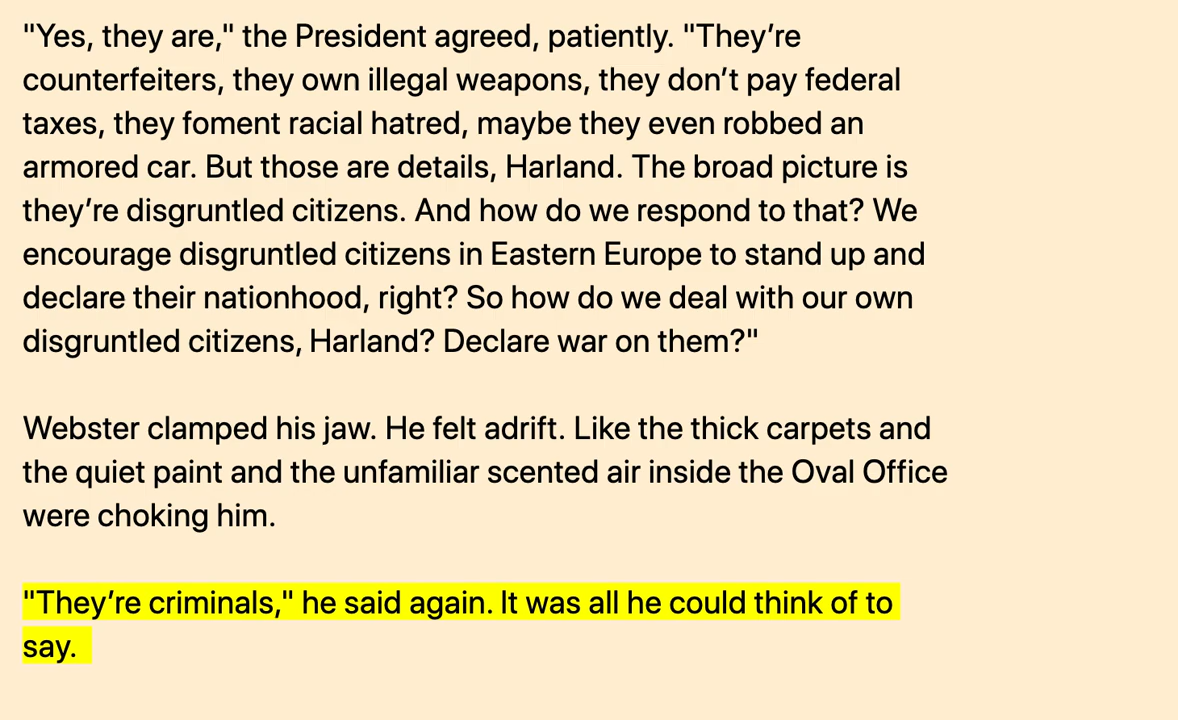 "Yes, they are," the President agreed, patiently. "They’re
counterfeiters, they own illegal weapons, they don’t pay federal
taxes, they foment racial hatred, maybe they even robbed an
armored car. But those are details, Harland. The broad picture is
they’re disgruntled citizens. And how do we respond to that? We
encourage disgruntled citizens in Eastern Europe to stand up and
declare their nationhood, right? So how do we deal with our own
disgruntled citizens, Harland? Declare war on them?"
Webster clamped his jaw. He felt adrift. Like the thick carpets and
the quiet paint and the unfamiliar scented air inside the Oval Office
were choking him.
"They’re criminals," he said again. It was all he could think of to
say.